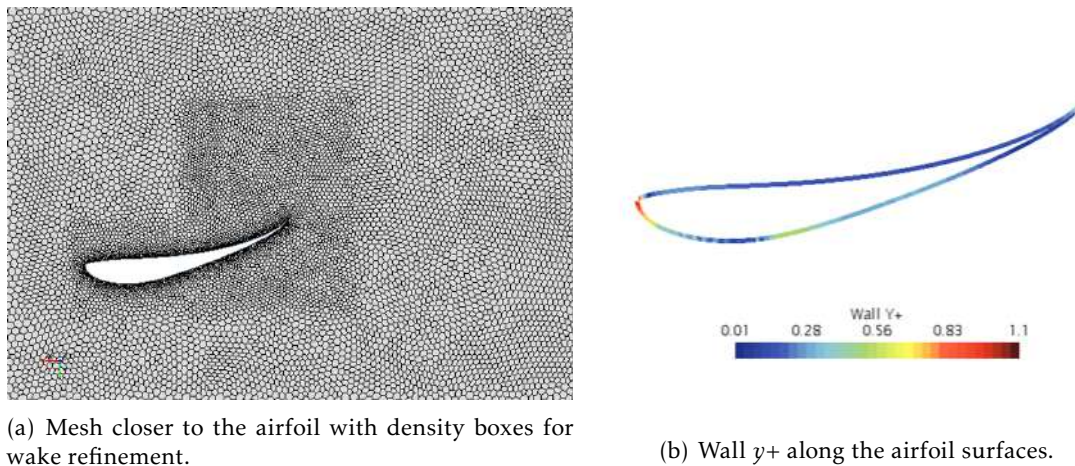 Wall Y+
0.01 0.28 0.56 0.83 1.1
(a) Mesh closer to the airfoil with density boxes for
wake refinement.
(b) Wall y+ along the airfoil surfaces.